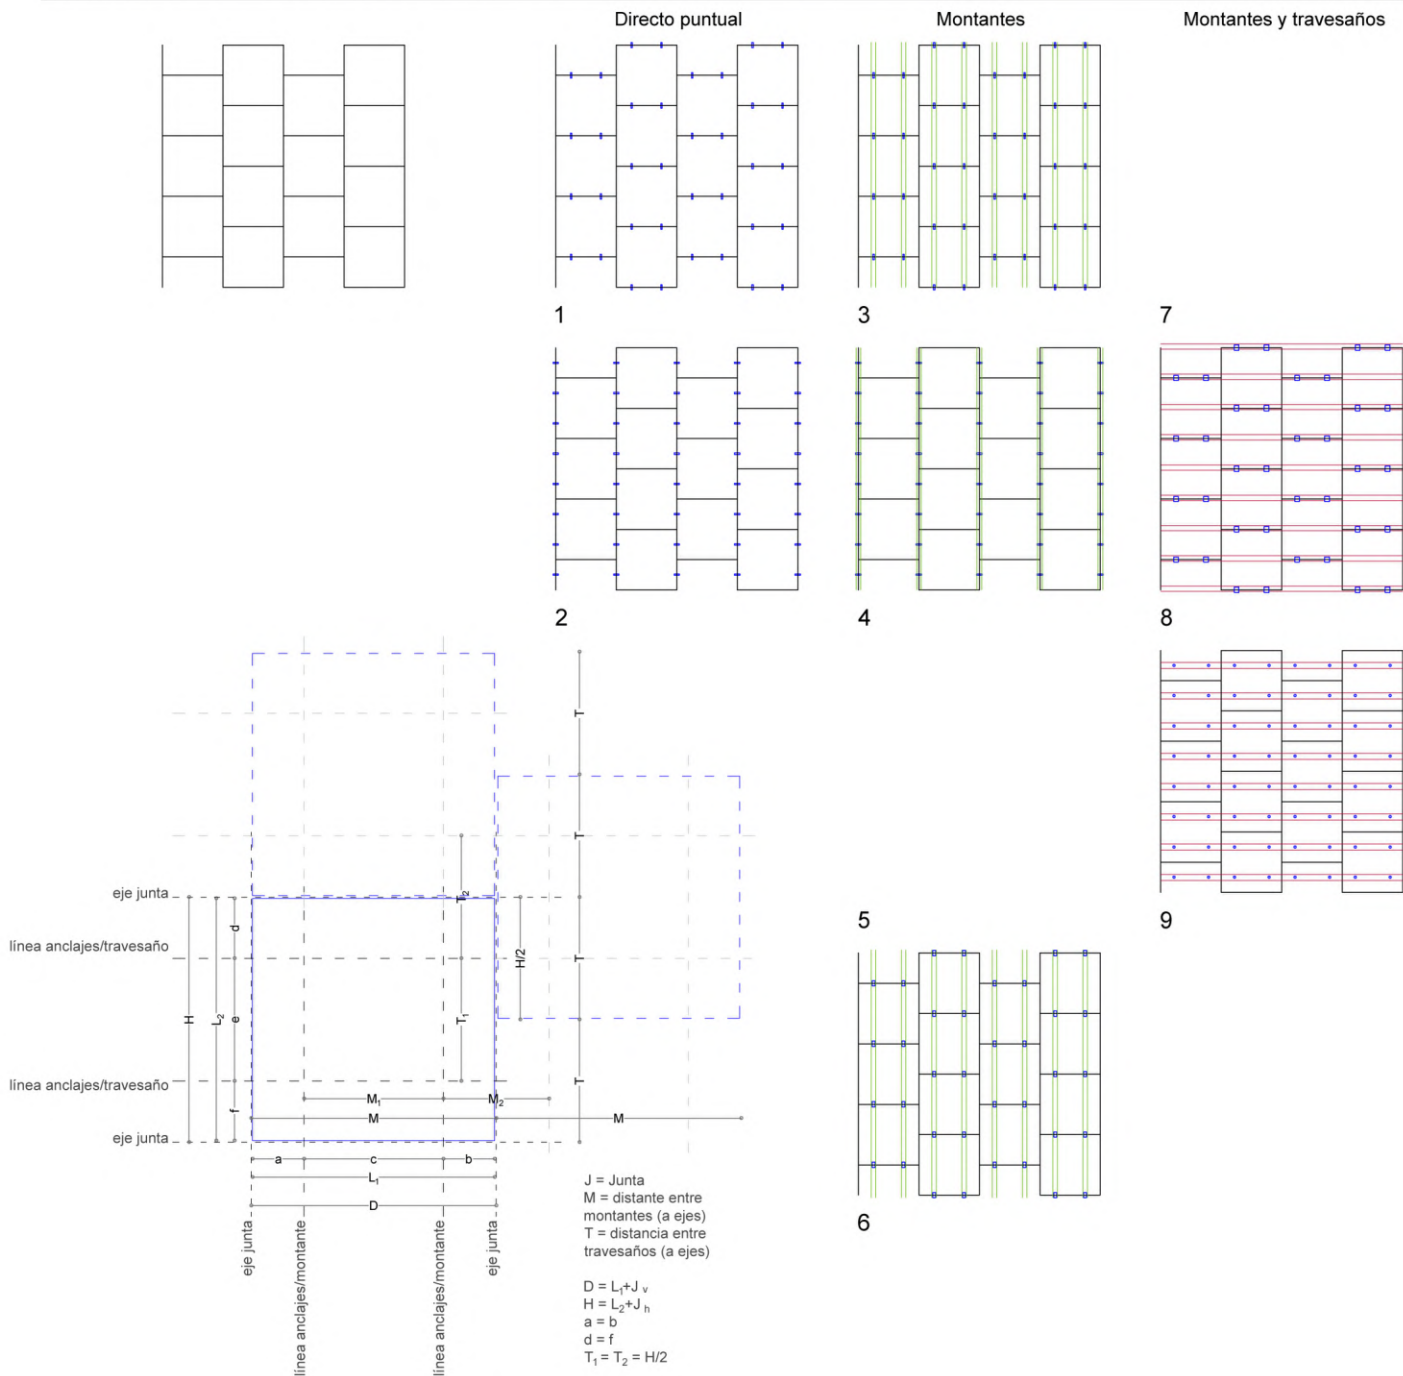 Directo puntual
Montantes
Montantes y travesaños
1
3
7
2
4
8
5
9
6
T
T
T
T
T₂
T₁
H/2
eje junta
línea anclajes/travesaño
línea anclajes/travesaño
eje junta
d
H
L₂
e
f
M₁
M₂
M
M
a
c
b
L₁
D
eje junta
línea anclajes/montante
línea anclajes/montante
eje junta
J = Junta
M = distante entre
montantes (a ejes)
T = distancia entre
travesaños (a ejes)
D = L₁+J ᵥ
H = L₂+J ₕ
a = b
d = f
T₁ = T₂ = H/2